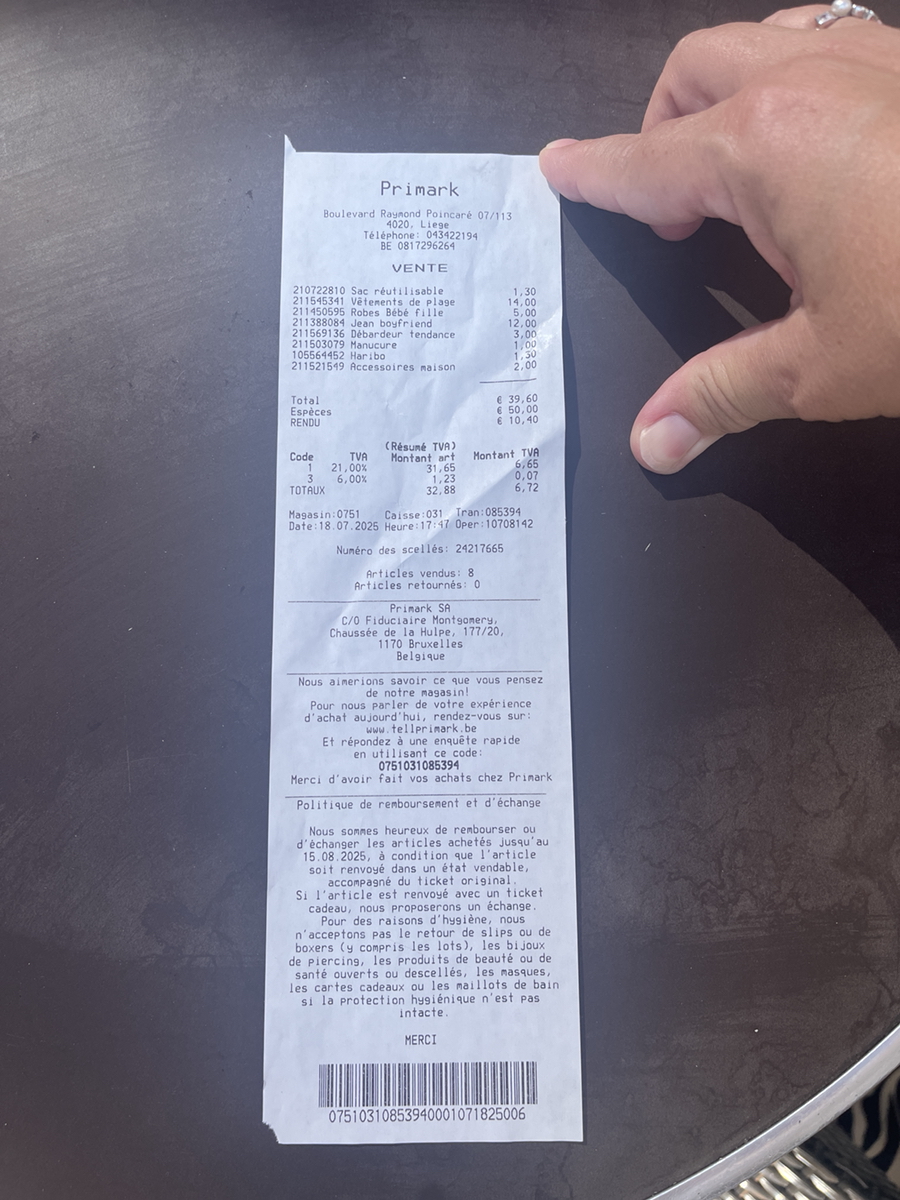 Primark
Boulevard Raymond Poincaré 07/113
4020, Liege
Téléphone: 043422194
BE 0817296264
VENTE
210722810 Sac réutilisable 1,30
211545341 Vêtements de plage 14,00
211450595 Robes Bébé fille 5,00
211388084 Jean boyfriend 12,00
211569136 Débardeur tendance 3,00
211503079 Manucure 1,00
105564452 Haribo 1,30
211521549 Accessoires maison 2,00
Total € 39,60
Espèces € 50,00
RENDU € 10,40
(Résumé TVA)
Code TVA Montant art Montant TVA
1 21,00% 31,65 6,65
3 6,00% 1,23 0,07
TOTAUX 32,88 6,72
Magasin:0751 Caisse:031 Tran:085394
Date:18.07.2025 Heure:17:47 Oper:10708142
Numéro des scellés: 24217665
Articles vendus: 8
Articles retournés: 0
Primark SA
C/O Fiduciaire Montgomery,
Chaussée de la Hulpe, 177/20,
1170 Bruxelles
Belgique
Nous aimerions savoir ce que vous pensez
de notre magasin!
Pour nous parler de votre expérience
d'achat aujourd'hui, rendez-vous sur:
www.tellprimark.be
Et répondez à une enquête rapide
en utilisant ce code:
0751031085394
Merci d'avoir fait vos achats chez Primark
Politique de remboursement et d'échange
Nous sommes heureux de rembourser ou
d'échanger les articles achetés jusqu'au
15.08.2025, à condition que l'article
soit renvoyé dans un état vendable,
accompagné du ticket original.
Si l'article est renvoyé avec un ticket
cadeau, nous proposerons un échange.
Pour des raisons d'hygiène, nous
n'acceptons pas le retour de slips ou de
boxers (y compris les lots), les bijoux
de piercing, les produits de beauté ou de
santé ouverts ou descellés, les masques,
les cartes cadeaux ou les maillots de bain
si la protection hygiénique n'est pas
intacte.
MERCI
07510310853940001071825006